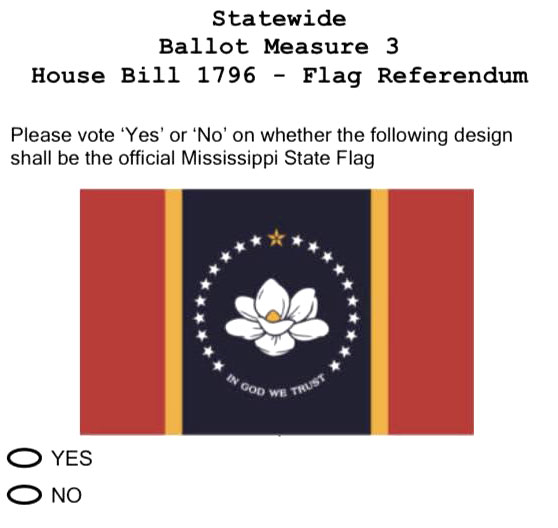 Statewide
Ballot Measure 3
House Bill 1796 - Flag Referendum
Please vote ‘Yes’ or ‘No’ on whether the following design
shall be the official Mississippi State Flag
IN GOD WE TRUST
YES
NO